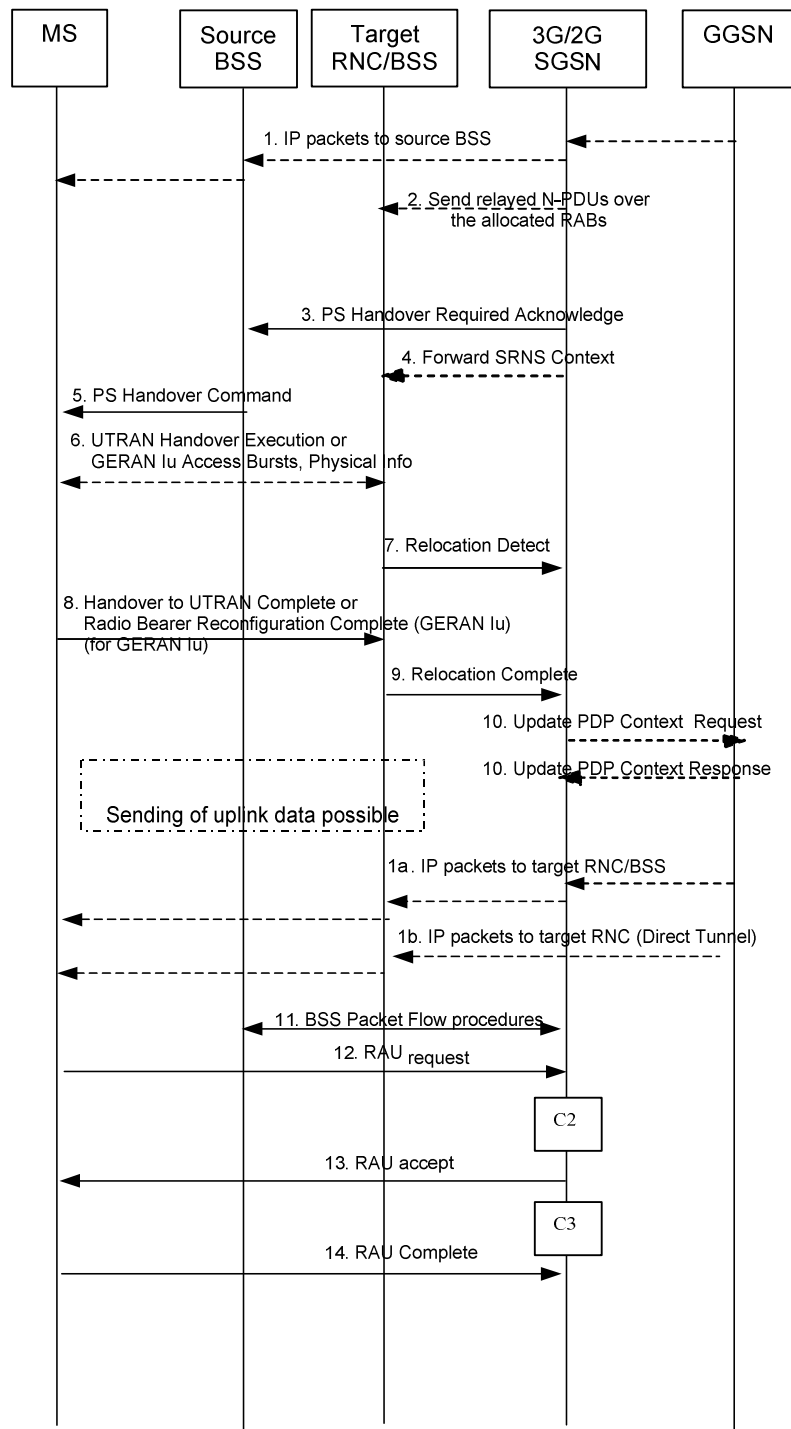 MS
Source
BSS
Target
RNC/BSS
3G/2G
SGSN
GGSN
1. IP packets to source BSS
2. Send relayed N-PDUs over
the allocated RABs
3. PS Handover Required Acknowledge
4. Forward SRNS Context
5. PS Handover Command
6. UTRAN Handover Execution or
GERAN Iu Access Bursts, Physical Info
7. Relocation Detect
8. Handover to UTRAN Complete or
Radio Bearer Reconfiguration Complete (GERAN Iu)
(for GERAN Iu)
9. Relocation Complete
10. Update PDP Context Request
10. Update PDP Context Response
Sending of uplink data possible
1a. IP packets to target RNC/BSS
1b. IP packets to target RNC (Direct Tunnel)
11. BSS Packet Flow procedures
12. RAU request
C2
13. RAU accept
C3
14. RAU Complete